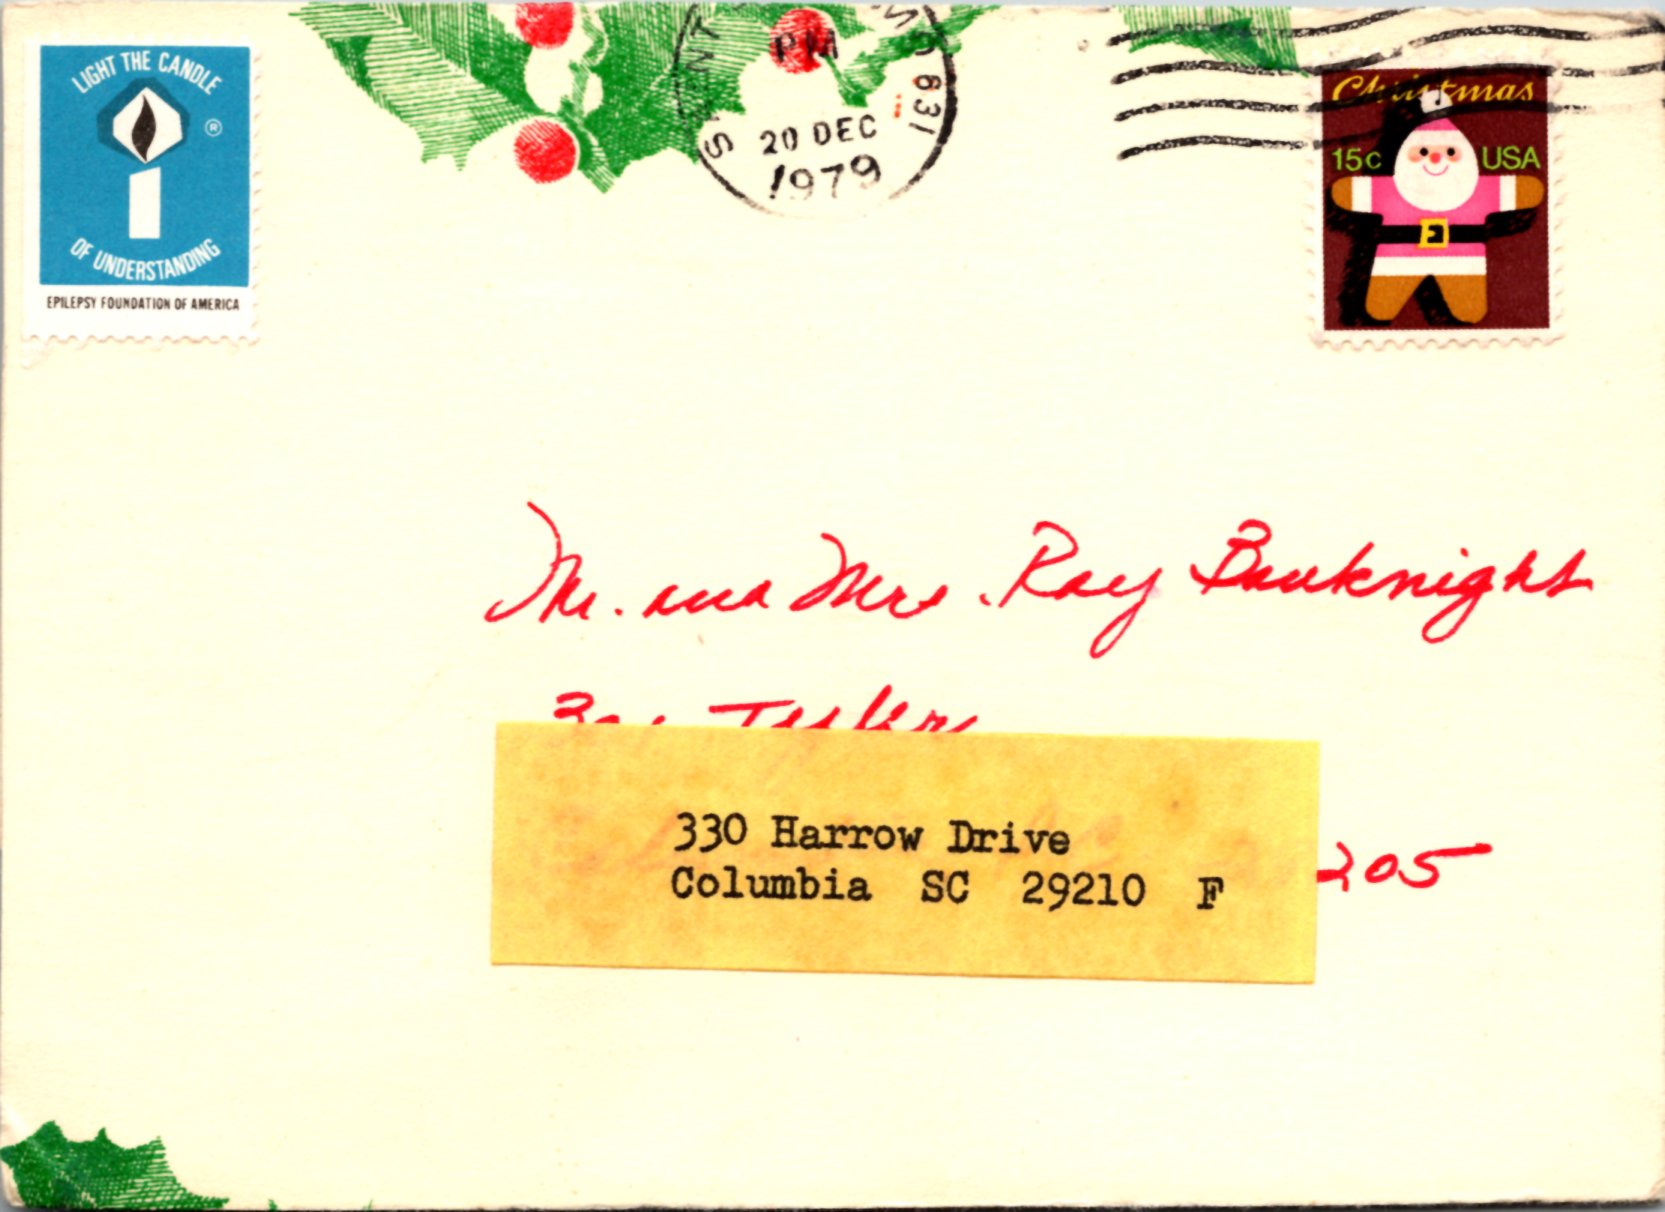 LIGHT THE CANDLE
®
OF UNDERSTANDING
EPILEPSY FOUNDATION OF AMERICA
PM
20 DEC
1979
631
Christmas
15c USA
Mr. and Mrs. Ray Bouknight
330 Harrow Drive
Columbia SC 29210 F
205